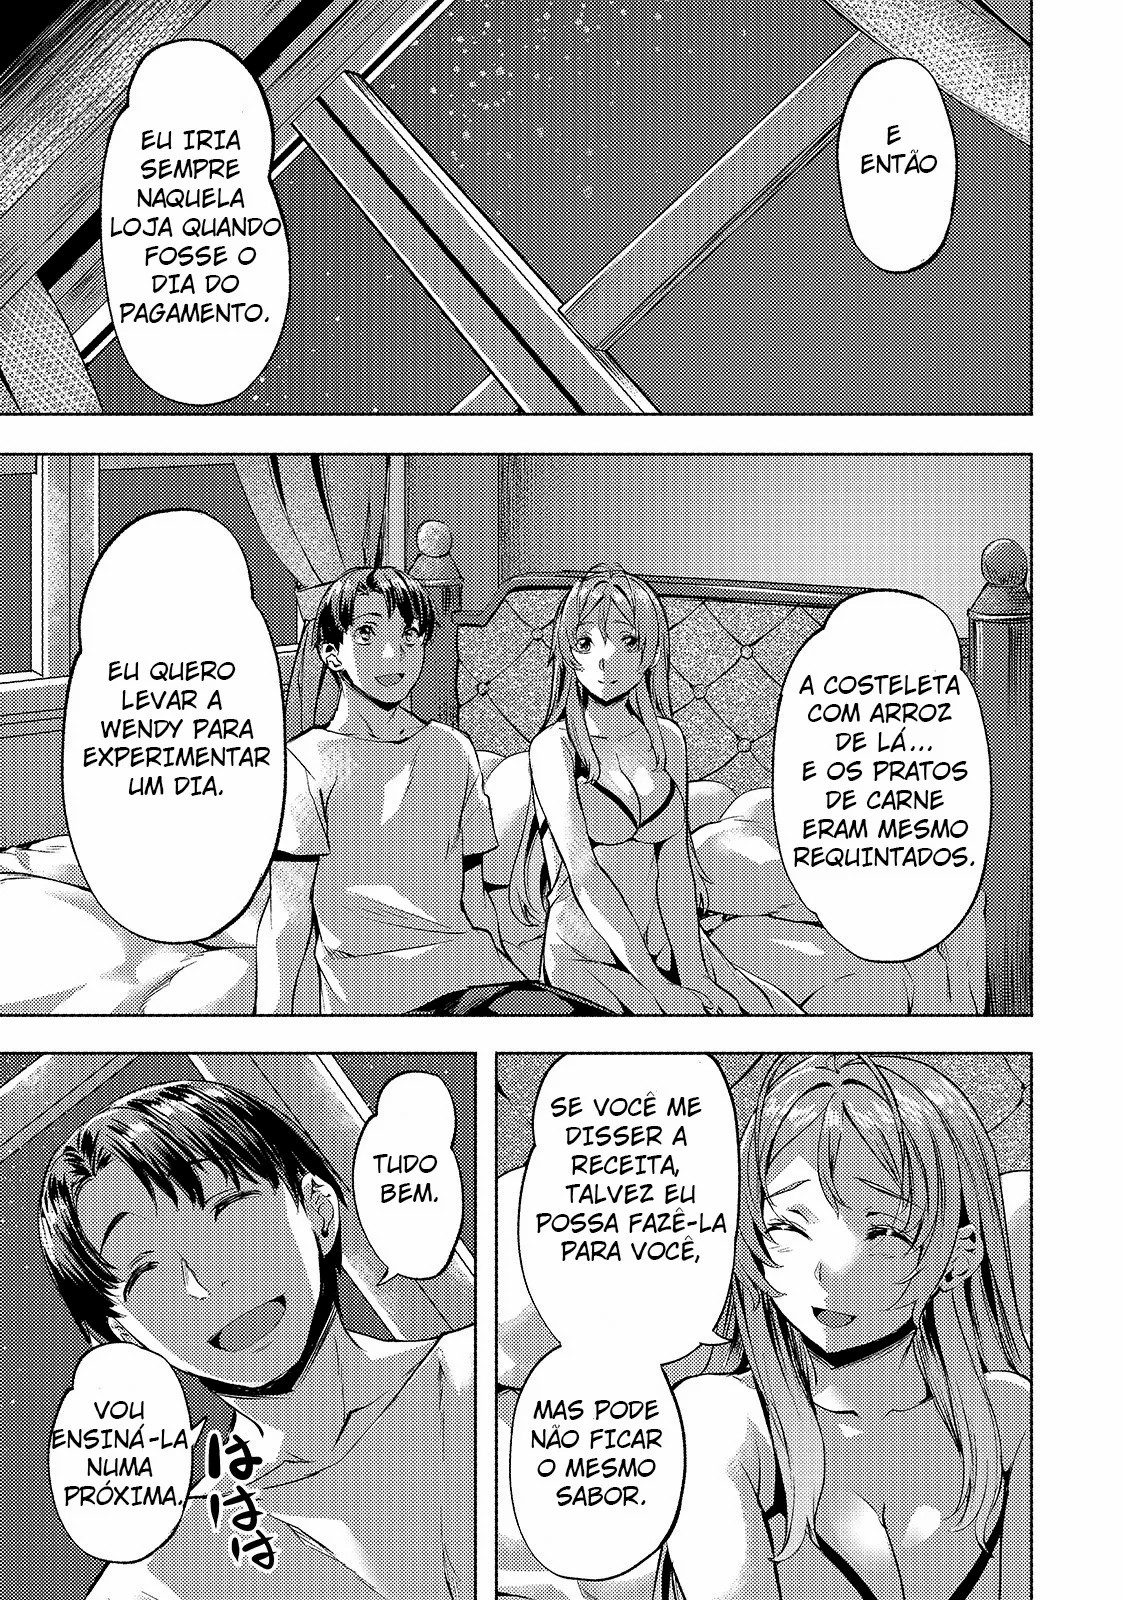 E
ENTÃO
EU IRIA
SEMPRE
NAQUELA
LOJA QUANDO
FOSSE O
DIA DO
PAGAMENTO.
A COSTELETA
COM ARROZ
DE LÁ...
E OS PRATOS
DE CARNE
ERAM MESMO
REQUINTADOS.
EU QUERO
LEVAR A
WENDY PARA
EXPERIMENTAR
UM DIA.
SE VOCÊ ME
DISSER A
RECEITA,
TALVEZ EU
POSSA FAZÊ-LA
PARA VOCÊ,
MAS PODE
NÃO FICAR
O MESMO
SABOR.
TUDO
BEM.
VOU
ENSINÁ-LA
NUMA
PRÓXIMA.
はははは